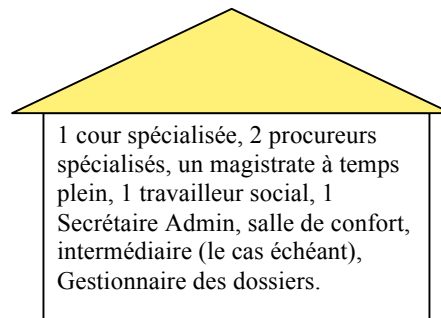 1 cour spécialisée, 2 procureurs
spécialisés, un magistrate à temps
plein, 1 travailleur social, 1
Secrétaire Admin, salle de confort,
intermédiaire (le cas échéant),
Gestionnaire des dossiers.